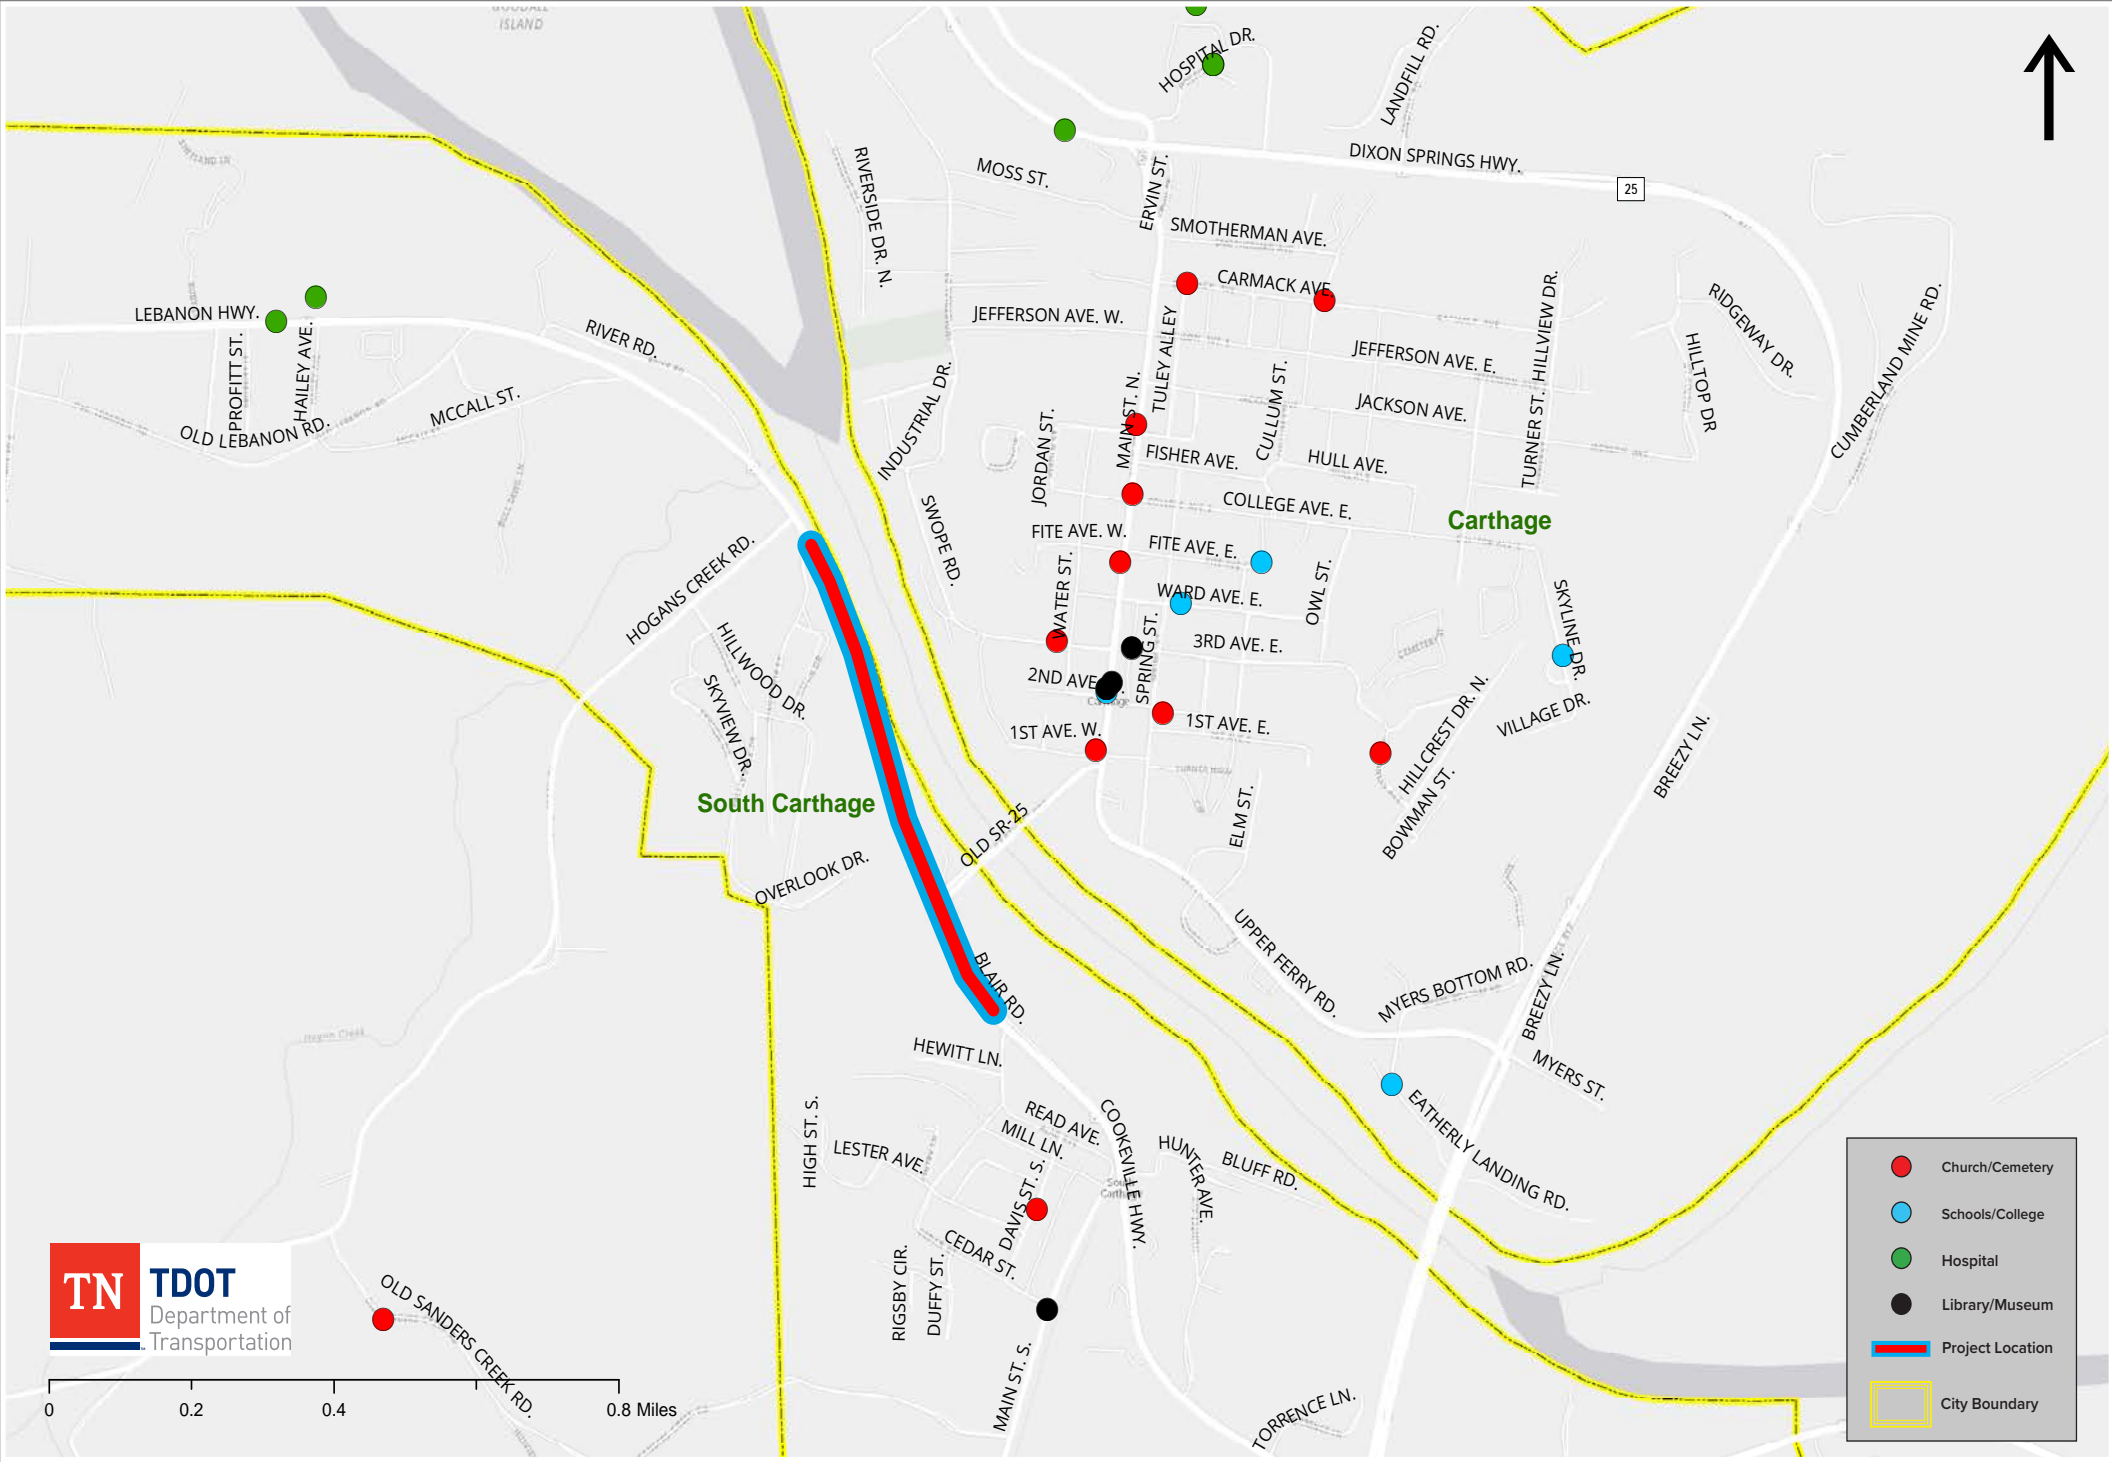 ISLAND
HOSPITAL DR.
LANDFILL RD.
DIXON SPRINGS HWY.
25
MOSS ST.
ERVIN ST.
RIVERSIDE DR. N.
SMOTHERMAN AVE.
CARMACK AVE.
LEBANON HWY.
PROFITT ST.
HAILEY AVE.
RIVER RD.
OLD LEBANON RD.
MCCALL ST.
JEFFERSON AVE. W.
TULEY ALLEY
JEFFERSON AVE. E.
HILLVIEW DR.
TURNER ST.
RIDGEWAY DR.
HILLTOP DR
CUMBERLAND MINE RD.
INDUSTRIAL DR.
JORDAN ST.
MAIN ST. N.
CULLUM ST.
JACKSON AVE.
FISHER AVE.
HULL AVE.
COLLEGE AVE. E.
Carthage
SWOPE RD.
FITE AVE. W.
FITE AVE. E.
WATER ST.
WARD AVE. E.
OWL ST.
SKYLINE DR.
HOGANS CREEK RD.
HILLWOOD DR.
SKYVIEW DR.
3RD AVE. E.
CEMETERY
SPRING ST.
2ND AVE.
Carthage
1ST AVE. W.
1ST AVE. E.
HILLCREST DR. N.
VILLAGE DR.
BOWMAN ST.
BREEZY LN.
South Carthage
OLD SR-25
ELM ST.
OVERLOOK DR.
UPPER FERRY RD.
MYERS BOTTOM RD.
BREEZY LN.
BLAIR RD.
Hogan Creek
HEWITT LN.
MYERS ST.
EATHERLY LANDING RD.
HIGH ST. S.
LESTER AVE.
READ AVE.
MILL LN.
COOKEVILLE HWY.
HUNTER AVE.
BLUFF RD.
South
Carthage
DAVIS ST. S.
CEDAR ST.
RIGSBY CIR.
DUFFY ST.
MAIN ST. S.
TORRENCE LN.
OLD SANDERS CREEK RD.
TN
TDOT
Department of
Transportation
0 0.2 0.4 0.8 Miles
Church/Cemetery
Schools/College
Hospital
Library/Museum
Project Location
City Boundary